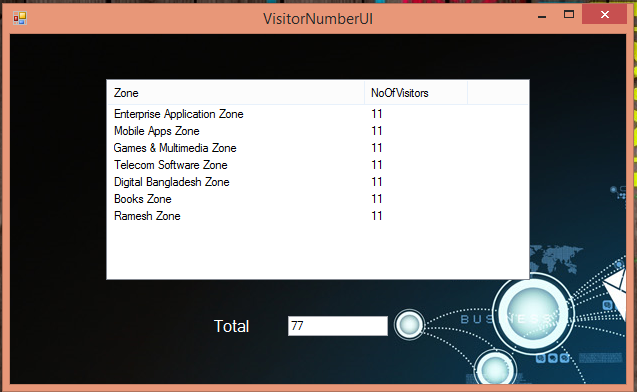 VisitorNumberUI
Zone NoOfVisitors
Enterprise Application Zone 11
Mobile Apps Zone 11
Games & Multimedia Zone 11
Telecom Software Zone 11
Digital Bangladesh Zone 11
Books Zone 11
Ramesh Zone 11
BUSINESS
Total 77